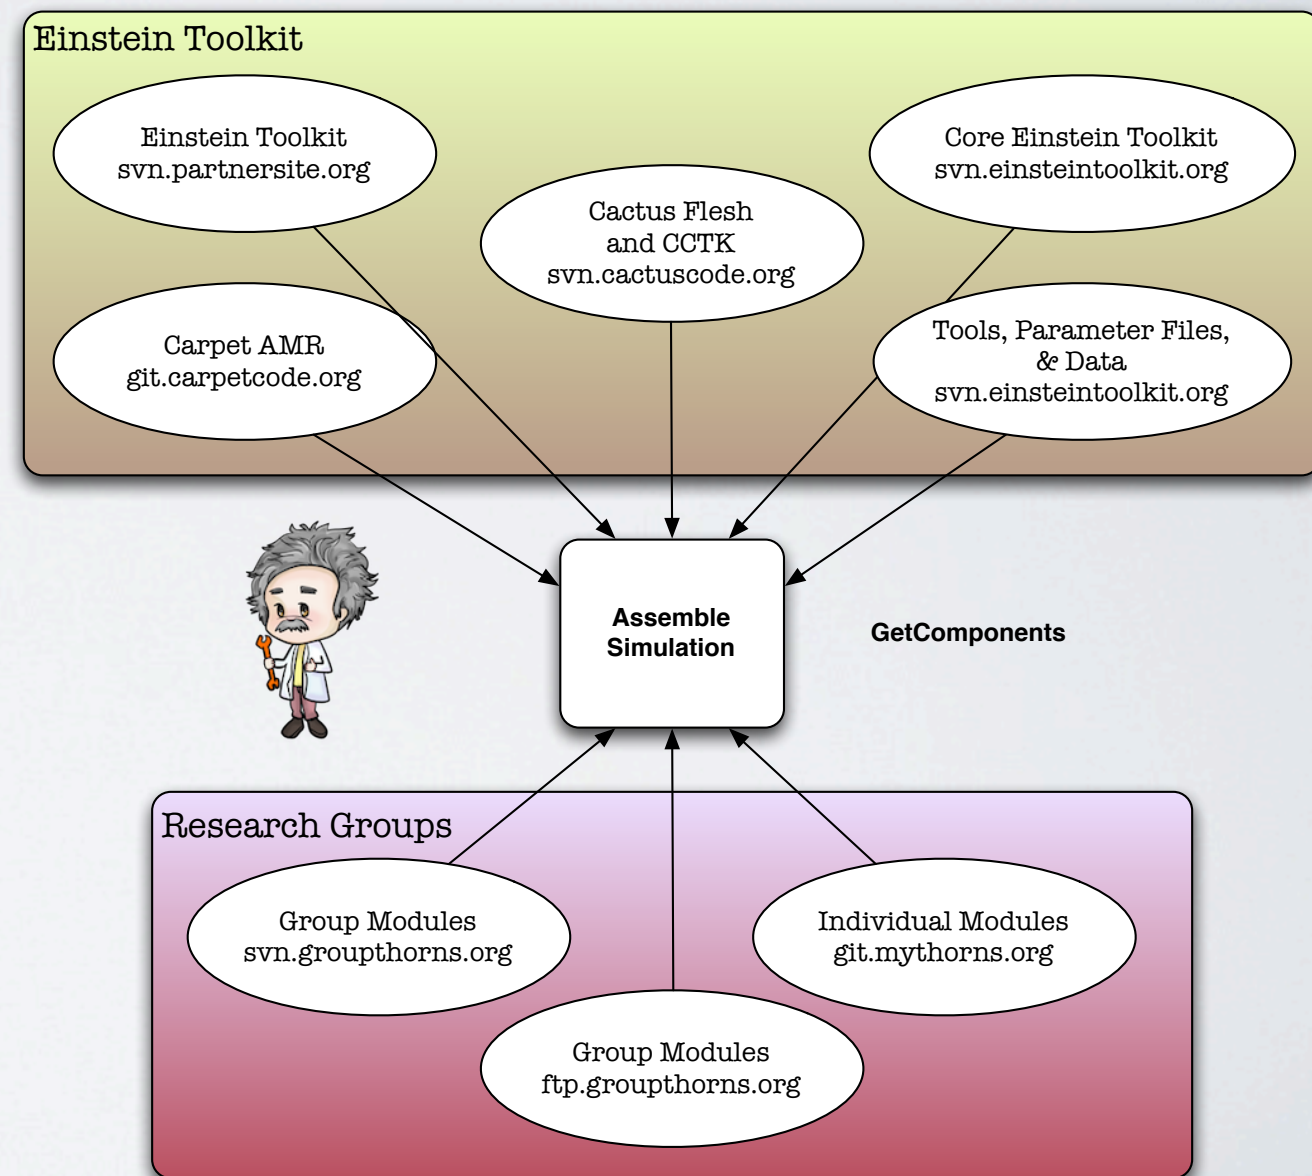 Einstein Toolkit
Einstein Toolkit
svn.partnersite.org
Core Einstein Toolkit
svn.einsteintoolkit.org
Cactus Flesh
and CCTK
svn.cactuscode.org
Carpet AMR
git.carpetcode.org
Tools, Parameter Files,
& Data
svn.einsteintoolkit.org
Assemble
Simulation
GetComponents
Research Groups
Group Modules
svn.groupthorns.org
Individual Modules
git.mythorns.org
Group Modules
ftp.groupthorns.org